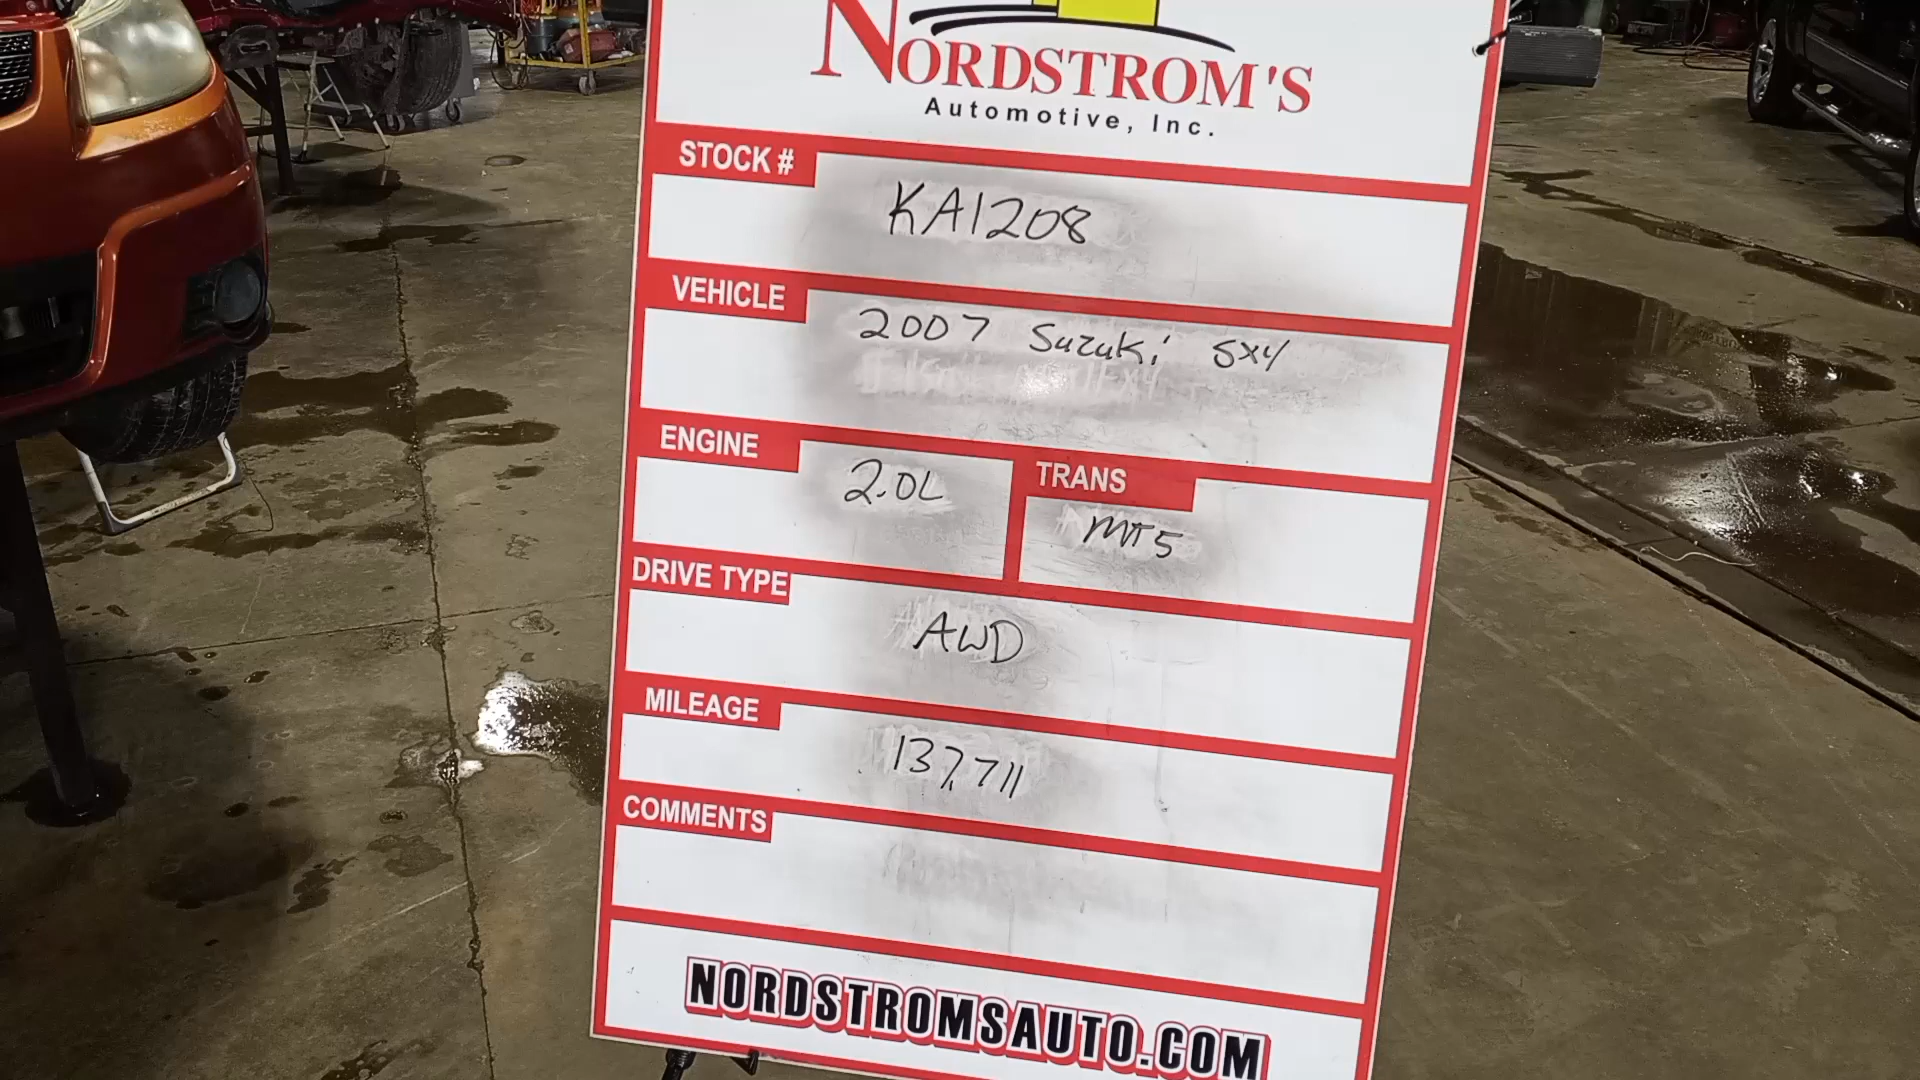 NORDSTROM'S
Automotive, Inc.
STOCK #
KA1208
VEHICLE
2007 Suzuki SX4
ENGINE
2.0L
TRANS
MT5
DRIVE TYPE
AWD
MILEAGE
137,711
COMMENTS
NORDSTROMSAUTO.COM